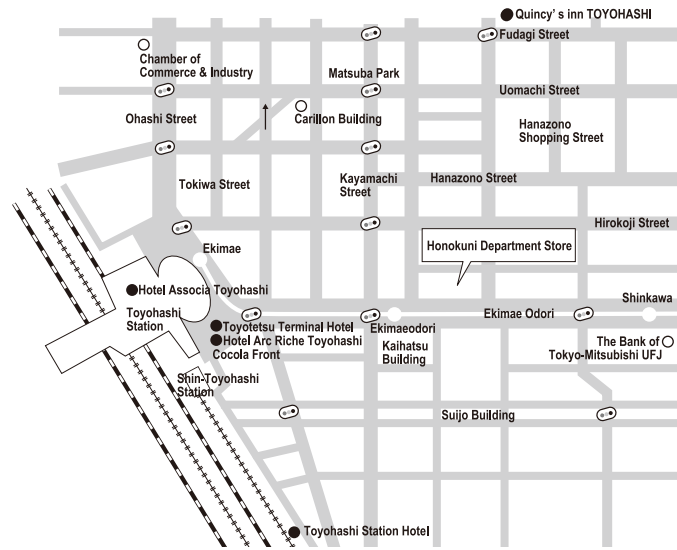 Quincy’ s inn TOYOHASHI
Fudagi Street
Chamber of
Commerce & Industry
Matsuba Park
Uomachi Street
Ohashi Street
Carillon Building
Hanazono
Shopping Street
Tokiwa Street
Kayamachi
Street
Hanazono Street
Hirokoji Street
Ekimae
Honokuni Department Store
Hotel Associa Toyohashi
Toyohashi
Station
Shinkawa
Ekimae Odori
Toyotetsu Terminal Hotel
Hotel Arc Riche Toyohashi
Cocola Front
Ekimaeodori
Kaihatsu
Building
The Bank of
Tokyo-Mitsubishi UFJ
Shin-Toyohashi
Station
Suijo Building
Toyohashi Station Hotel